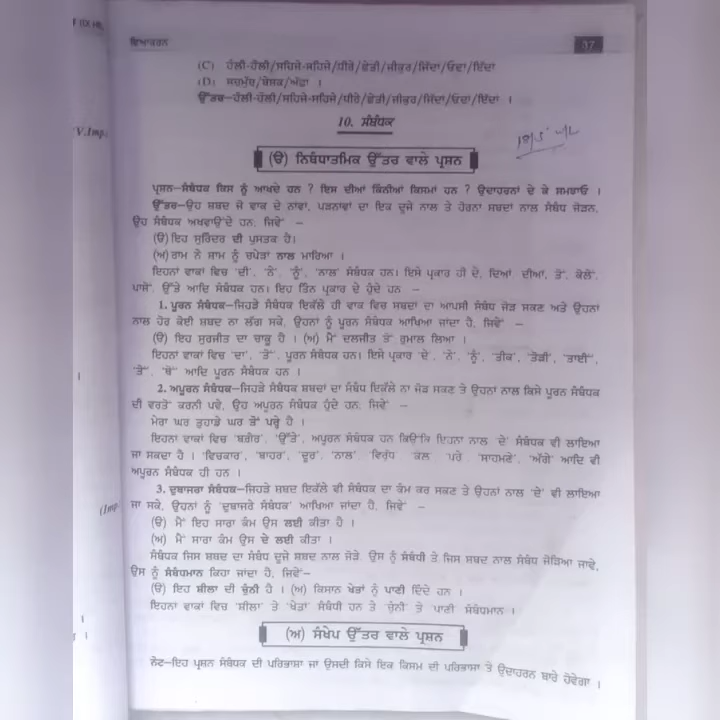 ਵਿਆਕਰਨ
37
(C) ਹੌਲੀ-ਹੌਲੀ/ਸਹਿਜੇ-ਸਹਿਜੇ/ਧੀਰੇ/ਛੇਤੀ/ਜੀਕੁਰ/ਜਿੱਦਾਂ/ਓਦਾਂ/ਇੱਦਾਂ
(D) ਸਚਮੁੱਚ/ਬੇਸ਼ਕ/ਅੱਛਾ ।
ਉੱਤਰ—ਹੌਲੀ-ਹੌਲੀ/ਸਹਿਜੇ-ਸਹਿਜੇ/ਧੀਰੇ/ਛੇਤੀ/ਜੀਕੁਰ/ਜਿੱਦਾਂ/ਓਦਾਂ/ਇੱਦਾਂ ।
10. ਸੰਬੰਧਕ
(ੳ) ਨਿਬੰਧਾਤਮਿਕ ਉੱਤਰ ਵਾਲੇ ਪ੍ਰਸ਼ਨ
V.Imp.
ਪ੍ਰਸ਼ਨ—ਸੰਬੰਧਕ ਕਿਸ ਨੂੰ ਆਖਦੇ ਹਨ ? ਇਸ ਦੀਆਂ ਕਿੰਨੀਆਂ ਕਿਸਮਾਂ ਹਨ ? ਉਦਾਹਰਨਾਂ ਦੇ ਕੇ ਸਮਝਾਓ ।
ਉੱਤਰ—ਉਹ ਸ਼ਬਦ ਜੋ ਵਾਕ ਦੇ ਨਾਂਵਾਂ, ਪੜਨਾਵਾਂ ਦਾ ਇਕ ਦੂਜੇ ਨਾਲ ਤੇ ਹੋਰਨਾਂ ਸ਼ਬਦਾਂ ਨਾਲ ਸੰਬੰਧ ਜੋੜਨ,
ਉਹ ਸੰਬੰਧਕ ਅਖਵਾਉਂਦੇ ਹਨ, ਜਿਵੇਂ —
(ੳ) ਇਹ ਸੁਰਿੰਦਰ ਦੀ ਪੁਸਤਕ ਹੈ।
(ਅ) ਰਾਮ ਨੇ ਸ਼ਾਮ ਨੂੰ ਚਪੇੜਾਂ ਨਾਲ ਮਾਰਿਆ ।
ਇਹਨਾਂ ਵਾਕਾਂ ਵਿਚ 'ਦੀ', 'ਨੇ', 'ਨੂੰ', 'ਨਾਲ' ਸੰਬੰਧਕ ਹਨ। ਇਸੇ ਪ੍ਰਕਾਰ ਹੀ ਦੇ, ਦਿਆਂ, ਦੀਆਂ, ਤੋਂ, ਕੋਲੋਂ,
ਪਾਸੋਂ, ਉੱਤੇ ਆਦਿ ਸੰਬੰਧਕ ਹਨ। ਇਹ ਤਿੰਨ ਪ੍ਰਕਾਰ ਦੇ ਹੁੰਦੇ ਹਨ —
1. ਪੂਰਨ ਸੰਬੰਧਕ—ਜਿਹੜੇ ਸੰਬੰਧਕ ਇਕੱਲੇ ਹੀ ਵਾਕ ਵਿਚ ਸ਼ਬਦਾਂ ਦਾ ਆਪਸੀ ਸੰਬੰਧ ਜੋੜ ਸਕਣ ਅਤੇ ਉਹਨਾਂ
ਨਾਲ ਹੋਰ ਕੋਈ ਸ਼ਬਦ ਨਾ ਲੱਗ ਸਕੇ, ਉਹਨਾਂ ਨੂੰ ਪੂਰਨ ਸੰਬੰਧਕ ਆਖਿਆ ਜਾਂਦਾ ਹੈ, ਜਿਵੇਂ —
(ੳ) ਇਹ ਸੁਰਜੀਤ ਦਾ ਚਾਕੂ ਹੈ । (ਅ) ਮੈਂ ਦਲਜੀਤ ਤੋਂ ਰੁਮਾਲ ਲਿਆ ।
ਇਹਨਾਂ ਵਾਕਾਂ ਵਿਚ 'ਦਾ', 'ਤੋਂ', ਪੂਰਨ ਸੰਬੰਧਕ ਹਨ। ਇਸੇ ਪ੍ਰਕਾਰ 'ਦੇ', 'ਨੇ', 'ਨੂੰ', 'ਤੀਕ', 'ਤੋੜੀ', 'ਤਾਈਂ',
'ਤੋਂ', 'ਥੋਂ' ਆਦਿ ਪੂਰਨ ਸੰਬੰਧਕ ਹਨ ।
2. ਅਪੂਰਨ ਸੰਬੰਧਕ—ਜਿਹੜੇ ਸੰਬੰਧਕ ਸ਼ਬਦਾਂ ਦਾ ਸੰਬੰਧ ਇਕੱਲੇ ਨਾ ਜੋੜ ਸਕਣ ਤੇ ਉਹਨਾਂ ਨਾਲ ਕਿਸੇ ਪੂਰਨ ਸੰਬੰਧਕ
ਦੀ ਵਰਤੋਂ ਕਰਨੀ ਪਵੇ, ਉਹ ਅਪੂਰਨ ਸੰਬੰਧਕ ਹੁੰਦੇ ਹਨ, ਜਿਵੇਂ —
ਮੇਰਾ ਘਰ ਤੁਹਾਡੇ ਘਰ ਤੋਂ ਪਰ੍ਹੇ ਹੈ ।
ਇਹਨਾਂ ਵਾਕਾਂ ਵਿਚ 'ਬਗੈਰ', 'ਉੱਤੇ', ਅਪੂਰਨ ਸੰਬੰਧਕ ਹਨ ਕਿਉਂਕਿ ਇਹਨਾਂ ਨਾਲ 'ਦੇ' ਸੰਬੰਧਕ ਵੀ ਲਾਇਆ
ਜਾ ਸਕਦਾ ਹੈ । 'ਵਿਚਕਾਰ', 'ਬਾਹਰ', 'ਦੂਰ', 'ਨਾਲ', ਵਿਰੁੱਧ 'ਕੋਲ' 'ਪਰੇ' 'ਸਾਹਮਣੇ', 'ਅੱਗੇ' ਆਦਿ ਵੀ
ਅਪੂਰਨ ਸੰਬੰਧਕ ਹੀ ਹਨ ।
(Imp.
3. ਦੁਬਾਜਰਾ ਸੰਬੰਧਕ—ਜਿਹੜੇ ਸ਼ਬਦ ਇਕੱਲੇ ਵੀ ਸੰਬੰਧਕ ਦਾ ਕੰਮ ਕਰ ਸਕਣ ਤੇ ਉਹਨਾਂ ਨਾਲ 'ਦੇ' ਵੀ ਲਾਇਆ
ਜਾ ਸਕੇ, ਉਹਨਾਂ ਨੂੰ 'ਦੁਬਾਜਰੇ ਸੰਬੰਧਕ' ਆਖਿਆ ਜਾਂਦਾ ਹੈ, ਜਿਵੇਂ —
(ੳ) ਮੈਂ ਇਹ ਸਾਰਾ ਕੰਮ ਉਸ ਲਈ ਕੀਤਾ ਹੈ ।
(ਅ) ਮੈਂ ਸਾਰਾ ਕੰਮ ਉਸ ਦੇ ਲਈ ਕੀਤਾ ।
ਸੰਬੰਧਕ ਜਿਸ ਸ਼ਬਦ ਦਾ ਸੰਬੰਧ ਦੂਜੇ ਸ਼ਬਦ ਨਾਲ ਜੋੜੇ, ਉਸ ਨੂੰ ਸੰਬੰਧੀ ਤੇ ਜਿਸ ਸ਼ਬਦ ਨਾਲ ਸੰਬੰਧ ਜੋੜਿਆ ਜਾਵੇ,
ਉਸ ਨੂੰ ਸੰਬੰਧਮਾਨ ਕਿਹਾ ਜਾਂਦਾ ਹੈ, ਜਿਵੇਂ—
(ੳ) ਇਹ ਸ਼ੀਲਾ ਦੀ ਚੁੰਨੀ ਹੈ । (ਅ) ਕਿਸਾਨ ਖੇਤਾਂ ਨੂੰ ਪਾਣੀ ਦਿੰਦੇ ਹਨ ।
ਇਹਨਾਂ ਵਾਕਾਂ ਵਿਚ 'ਸ਼ੀਲਾ' ਤੇ 'ਖੇਤਾਂ' ਸੰਬੰਧੀ ਹਨ ਤੇ 'ਚੁੰਨੀ' ਤੇ 'ਪਾਣੀ' ਸੰਬੰਧਮਾਨ ।
(ਅ) ਸੰਖੇਪ ਉੱਤਰ ਵਾਲੇ ਪ੍ਰਸ਼ਨ
ਨੋਟ—ਇਹ ਪ੍ਰਸ਼ਨ ਸੰਬੰਧਕ ਦੀ ਪਰਿਭਾਸ਼ਾ ਜਾਂ ਉਸਦੀ ਕਿਸੇ ਇਕ ਕਿਸਮ ਦੀ ਪਰਿਭਾਸ਼ਾ ਤੇ ਉਦਾਹਰਨ ਬਾਰੇ ਹੋਵੇਗਾ ।